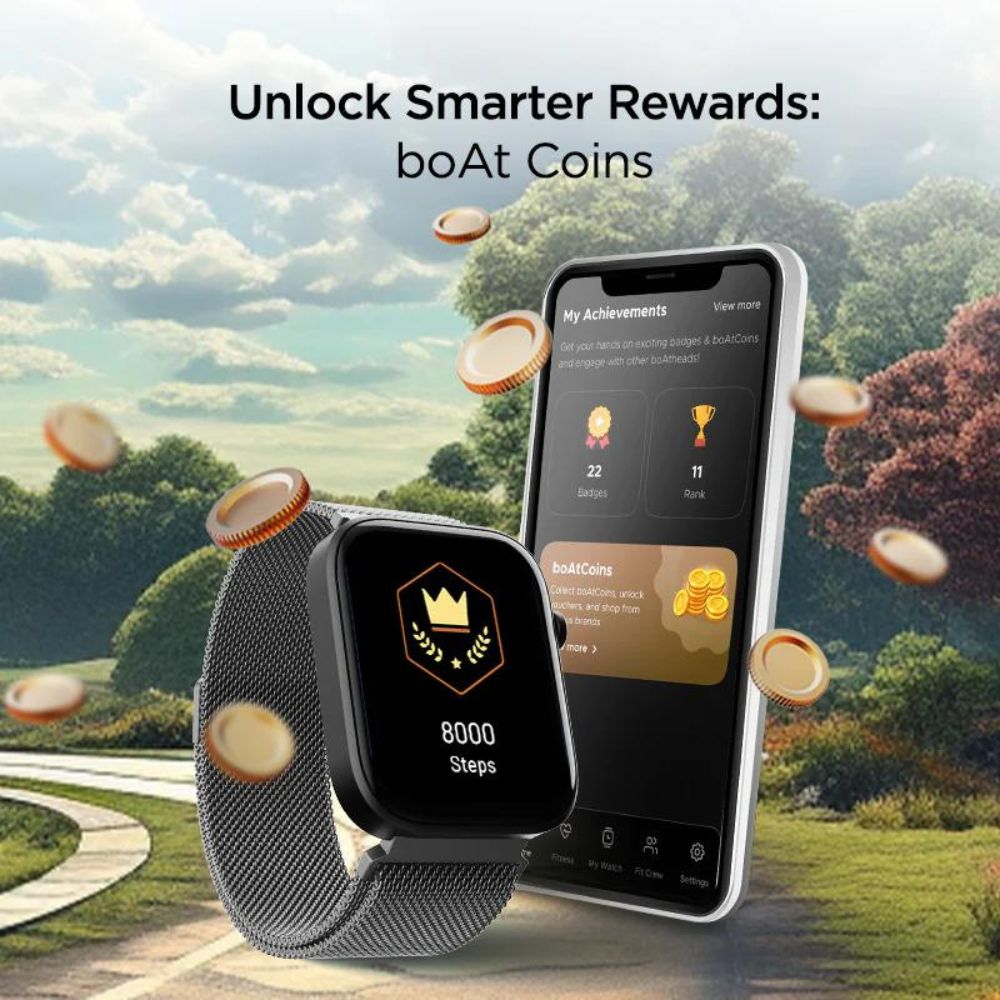 Unlock Smarter Rewards:
boAt Coins
My Achievements
View more
Get your hands on exciting badges & boAtCoins
and engage with other boAtheads!
22
Badges
11
Rank
boAtCoins
Collect boAtCoins, unlock
vouchers, and shop from
brands
more >
8000
Steps
Fitness
My Watch
Fit Crew
Settings